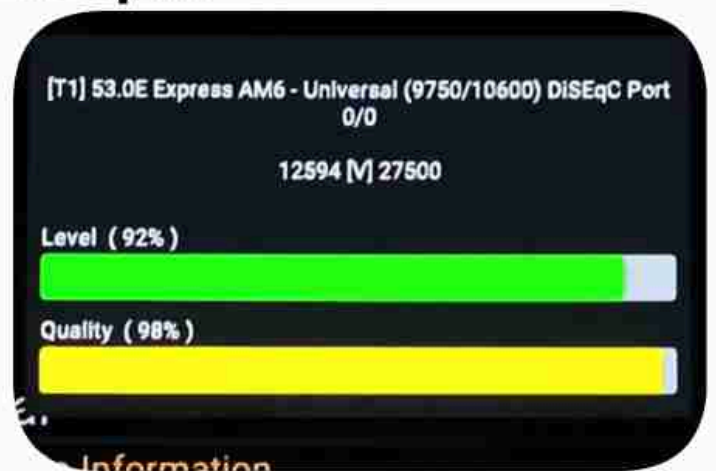 [T1] 53.0E Express AM6 - Universal (9750/10600) DiSEqC Port
0/0
12594 [V] 27500
Level ( 92% )
Quality ( 98% )
Information